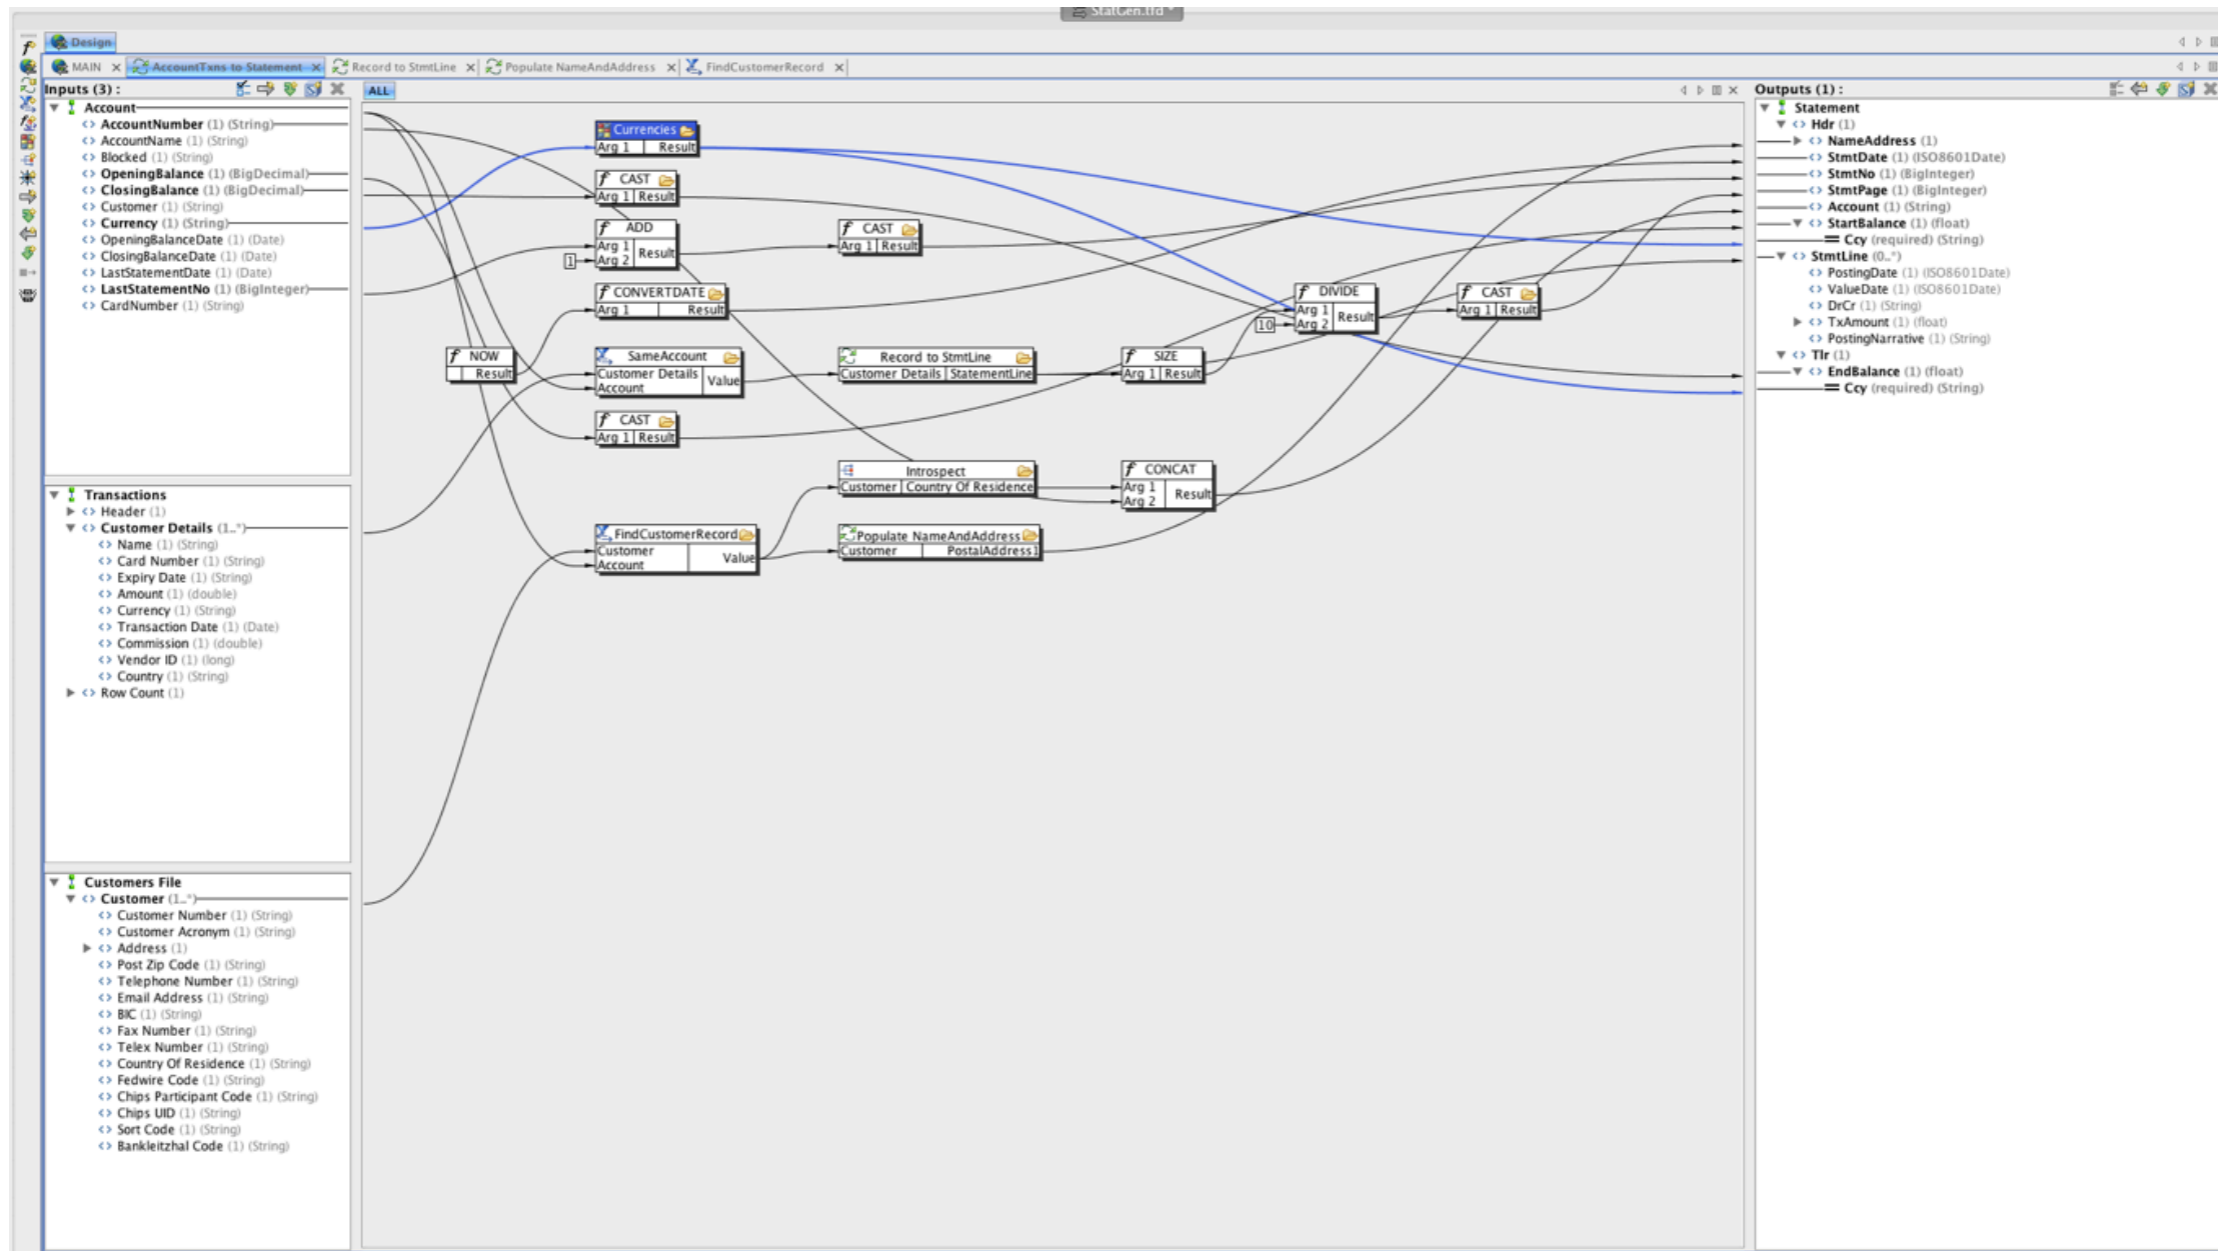 StatGen.tfd *
Design
MAIN
AccountTxns to Statement
Record to StmtLine
Populate NameAndAddress
FindCustomerRecord
Inputs (3) :
Account
AccountNumber (1) (String)
AccountName (1) (String)
Blocked (1) (String)
OpeningBalance (1) (BigDecimal)
ClosingBalance (1) (BigDecimal)
Customer (1) (String)
Currency (1) (String)
OpeningBalanceDate (1) (Date)
ClosingBalanceDate (1) (Date)
LastStatementDate (1) (Date)
LastStatementNo (1) (BigInteger)
CardNumber (1) (String)
Transactions
Header (1)
Customer Details (1..*)
Name (1) (String)
Card Number (1) (String)
Expiry Date (1) (String)
Amount (1) (double)
Currency (1) (String)
Transaction Date (1) (Date)
Commission (1) (double)
Vendor ID (1) (long)
Country (1) (String)
Row Count (1)
Customers File
Customer (1..*)
Customer Number (1) (String)
Customer Acronym (1) (String)
Address (1)
Post Zip Code (1) (String)
Telephone Number (1) (String)
Email Address (1) (String)
BIC (1) (String)
Fax Number (1) (String)
Telex Number (1) (String)
Country Of Residence (1) (String)
Fedwire Code (1) (String)
Chips Participant Code (1) (String)
Chips UID (1) (String)
Sort Code (1) (String)
Bankleitzhal Code (1) (String)
ALL
Currencies
Arg 1 Result
CAST
Arg 1 Result
ADD
Arg 1
Arg 2
Result
1
CAST
Arg 1 Result
CONVERTDATE
Arg 1 Result
DIVIDE
Arg 1
Arg 2
Result
10
CAST
Arg 1 Result
NOW
Result
SameAccount
Customer Details
Account
Value
Record to StmtLine
Customer Details StatementLine
SIZE
Arg 1 Result
CAST
Arg 1 Result
Introspect
Customer Country Of Residence
CONCAT
Arg 1
Arg 2
Result
FindCustomerRecord
Customer
Account
Value
Populate NameAndAddress
Customer PostalAddress1
Outputs (1) :
Statement
Hdr (1)
NameAddress (1)
StmtDate (1) (ISO8601Date)
StmtNo (1) (BigInteger)
StmtPage (1) (BigInteger)
Account (1) (String)
StartBalance (1) (float)
Ccy (required) (String)
StmtLine (0..*)
PostingDate (1) (ISO8601Date)
ValueDate (1) (ISO8601Date)
DrCr (1) (String)
TxAmount (1) (float)
PostingNarrative (1) (String)
Tlr (1)
EndBalance (1) (float)
Ccy (required) (String)